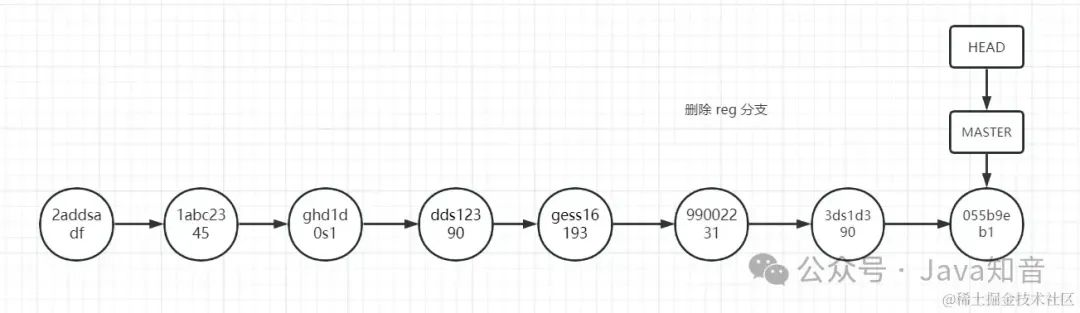 HEAD
删除 reg 分支
MASTER
2addsa
df
1abc23
45
ghd1d
0s1
dds123
90
gess16
193
990022
31
3ds1d3
90
055b9e
b1
公众号 · Java知音
@稀土掘金技术社区